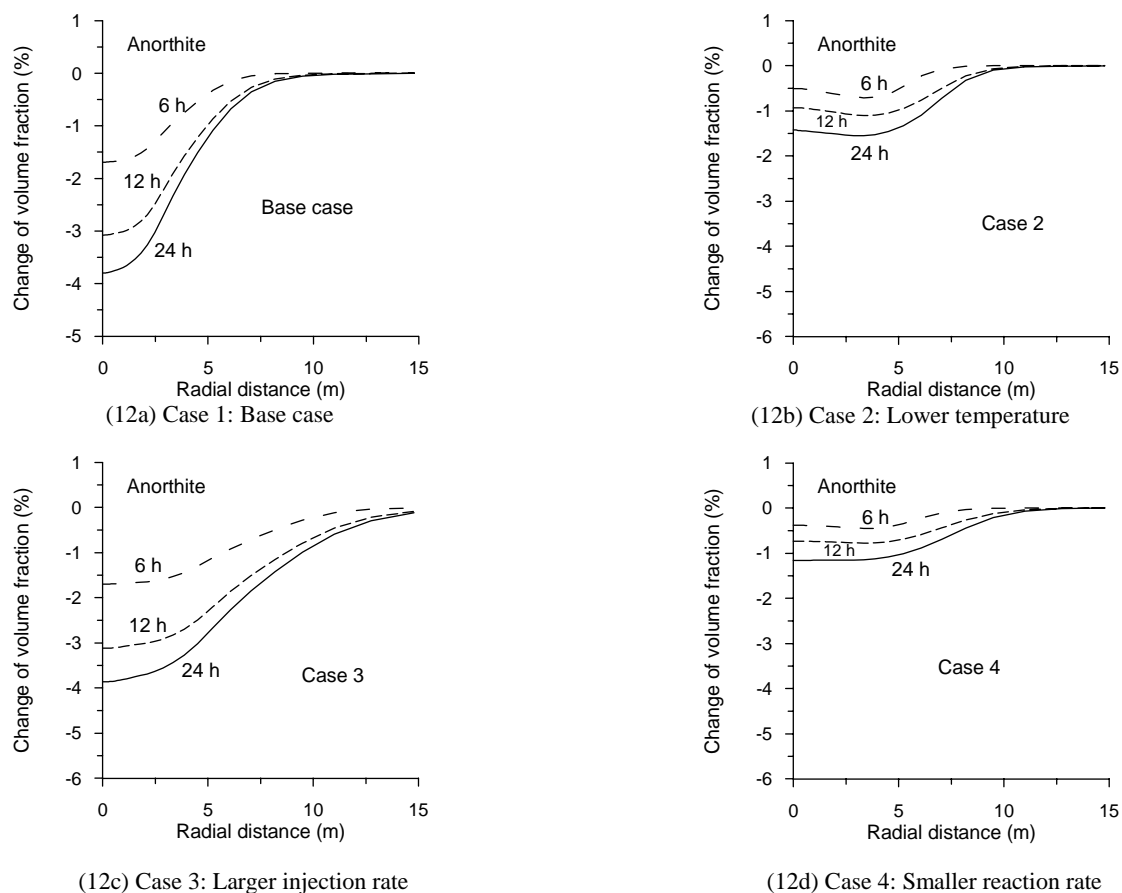 1
0
-1
-2
-3
-4
-5
Change of volume fraction (%)
Anorthite
6 h
12 h
24 h
Base case
0 5 10 15
Radial distance (m)
(12a) Case 1: Base case
1
0
-1
-2
-3
-4
-5
-6
Change of volume fraction (%)
Anorthite
6 h
12 h
24 h
Case 2
0 5 10 15
Radial distance (m)
(12b) Case 2: Lower temperature
1
0
-1
-2
-3
-4
-5
-6
Change of volume fraction (%)
Anorthite
6 h
12 h
24 h
Case 3
0 5 10 15
Radial distance (m)
(12c) Case 3: Larger injection rate
1
0
-1
-2
-3
-4
-5
-6
Change of volume fraction (%)
Anorthite
6 h
12 h
24 h
Case 4
0 5 10 15
Radial distance (m)
(12d) Case 4: Smaller reaction rate